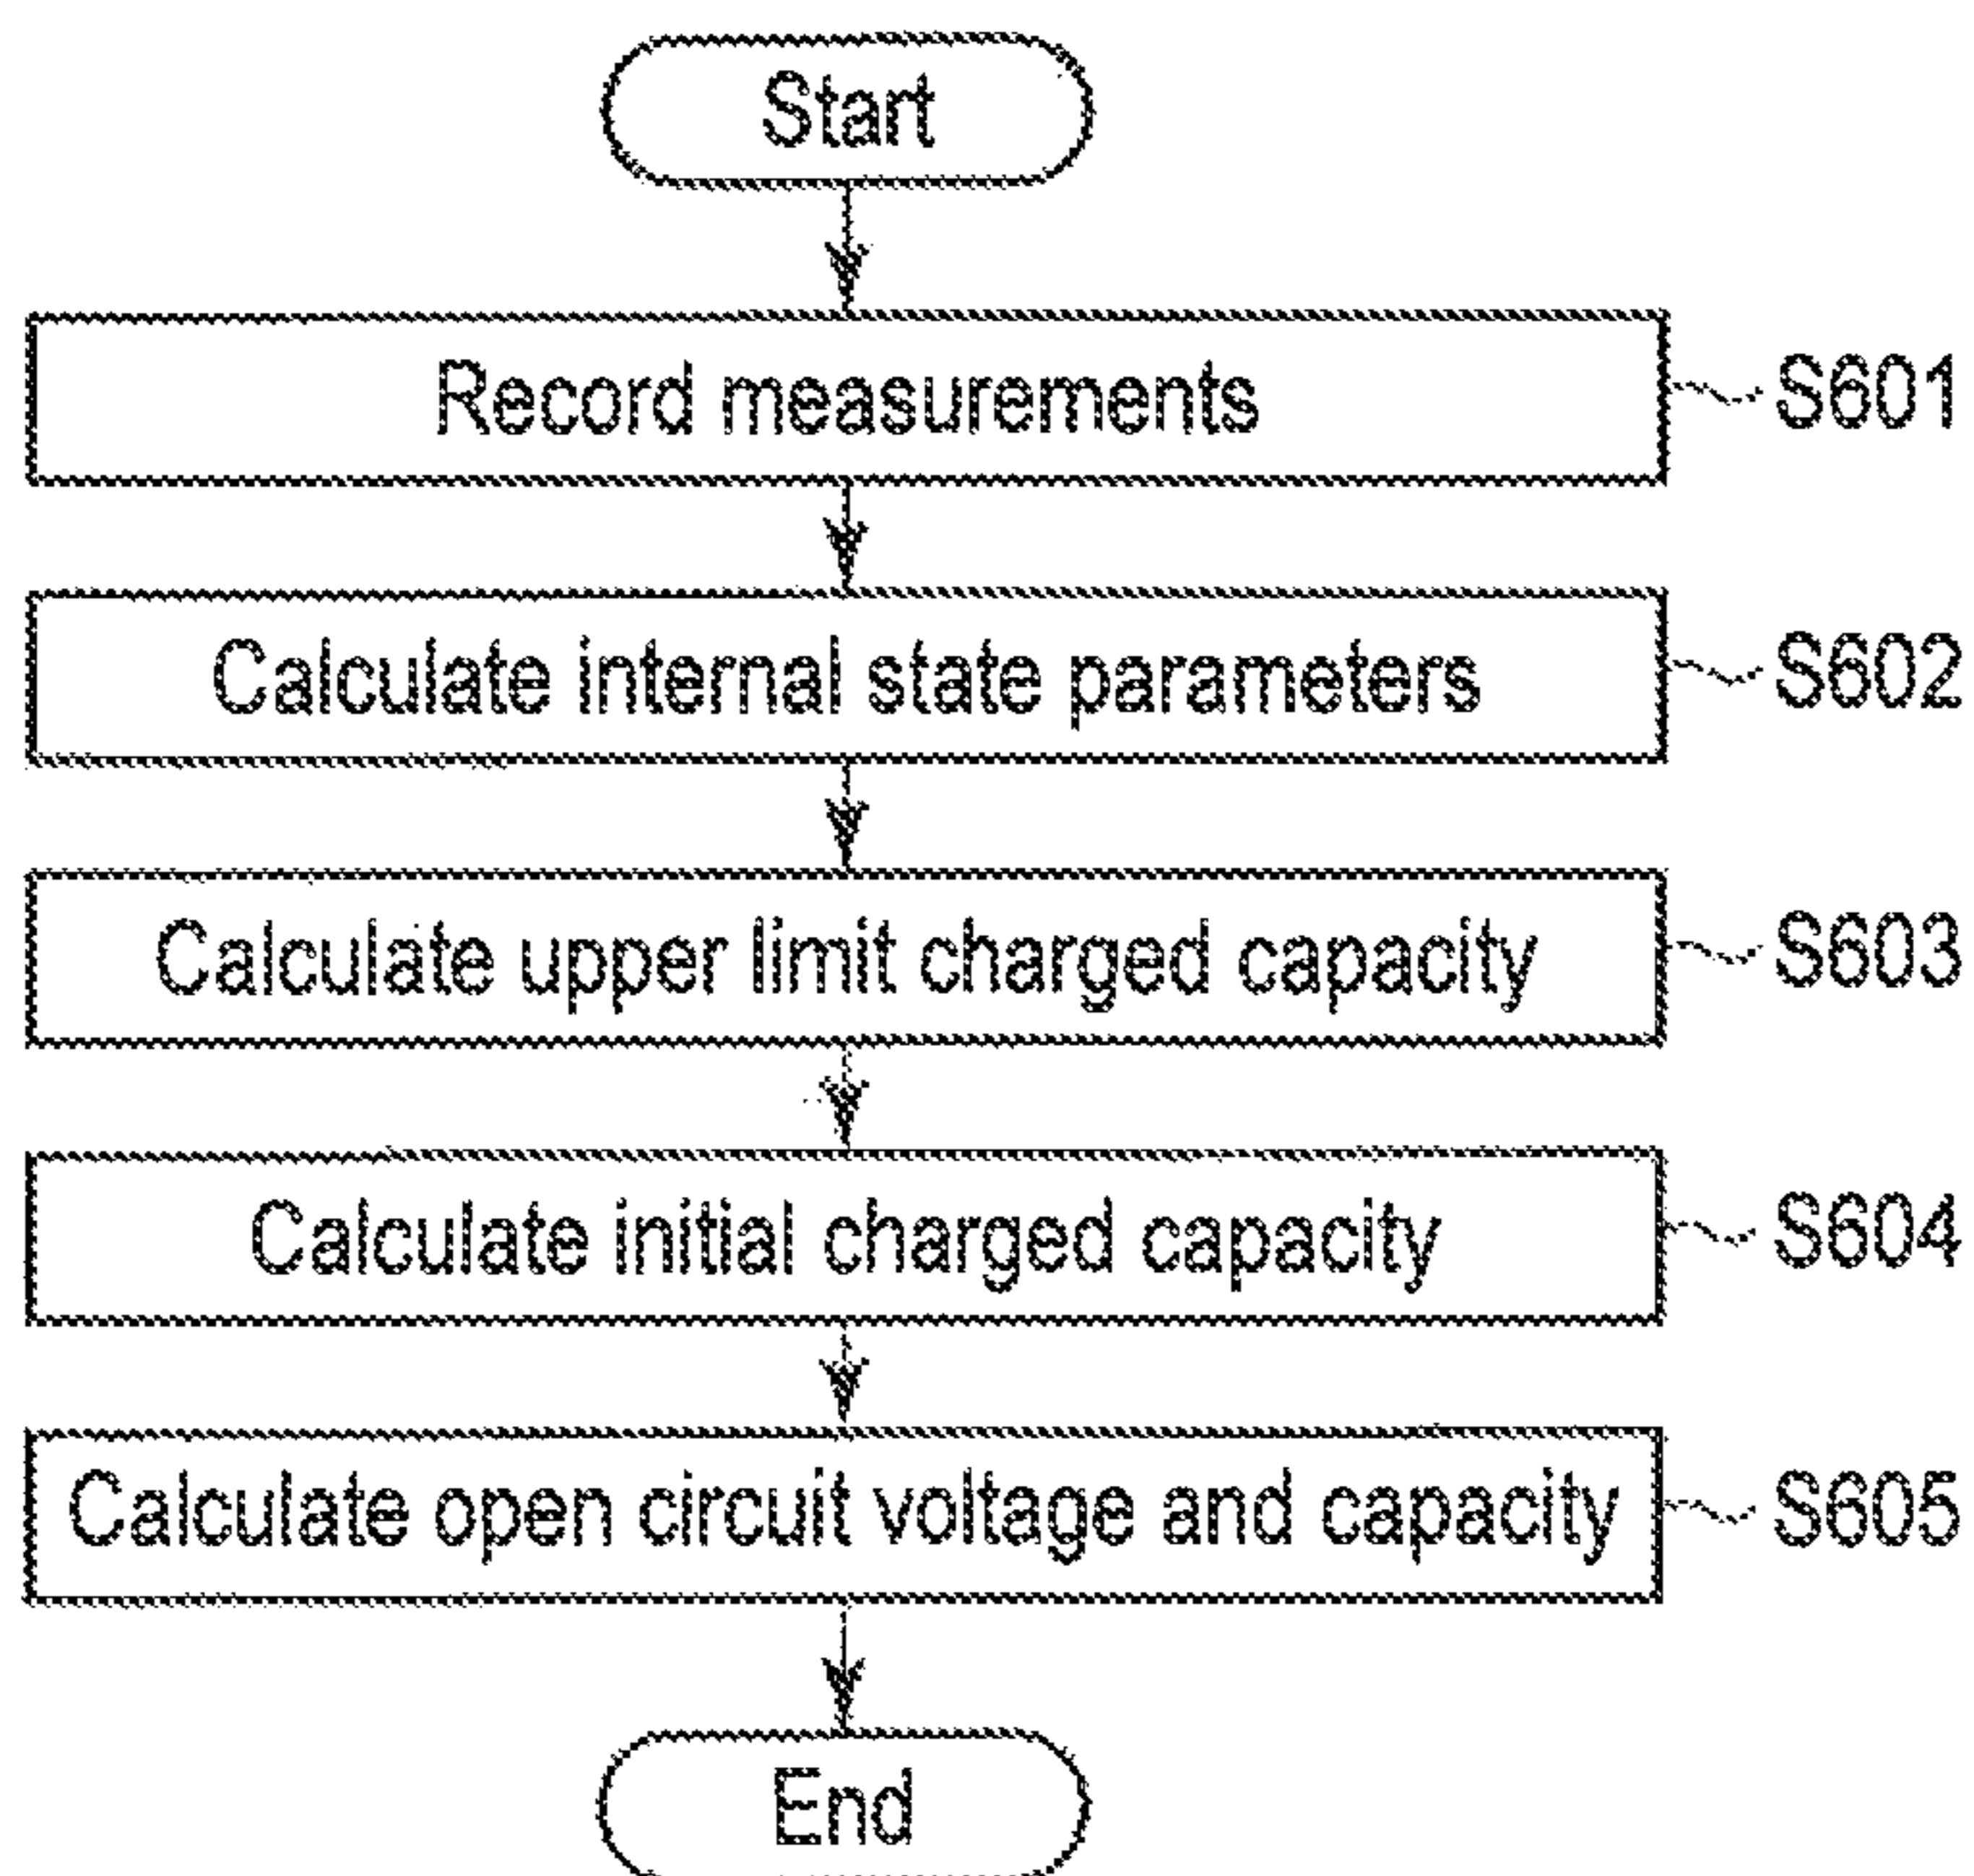 Start
Record measurements S601
Calculate internal state parameters S602
Calculate upper limit charged capacity S603
Calculate initial charged capacity S604
Calculate open circuit voltage and capacity S605
End